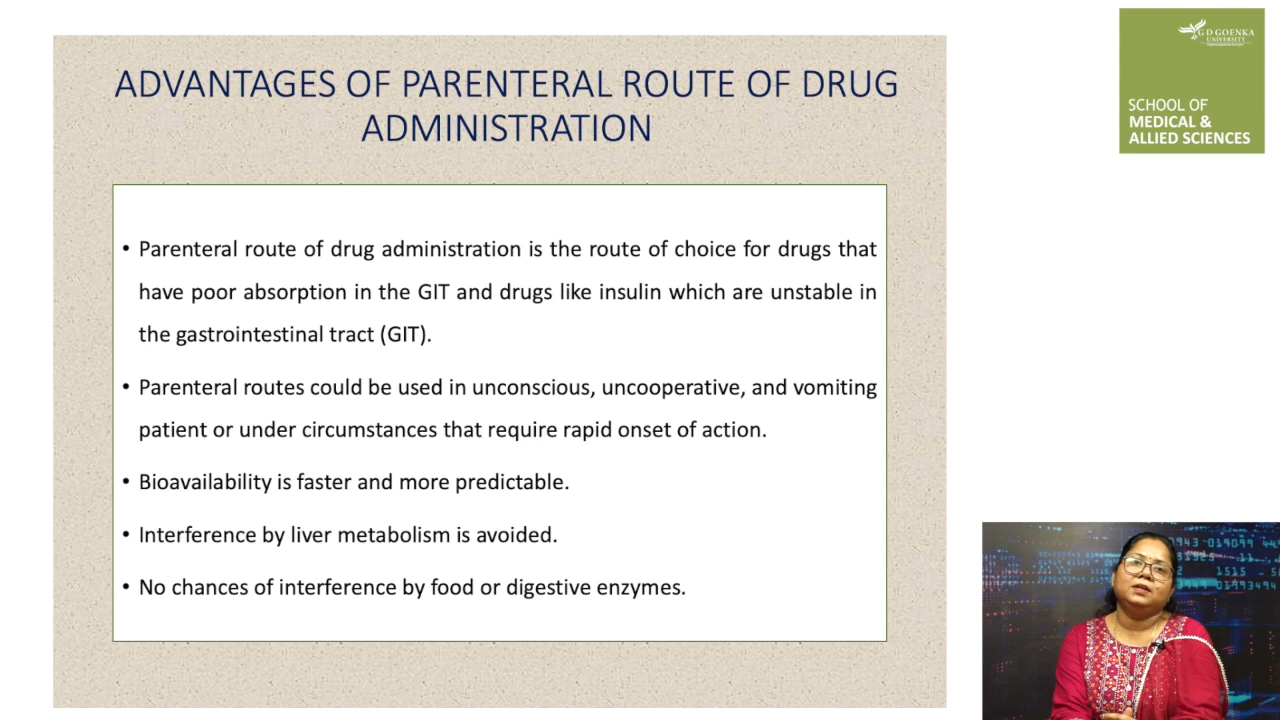 ADVANTAGES OF PARENTERAL ROUTE OF DRUG
ADMINISTRATION
• Parenteral route of drug administration is the route of choice for drugs that
have poor absorption in the GIT and drugs like insulin which are unstable in
the gastrointestinal tract (GIT).
• Parenteral routes could be used in unconscious, uncooperative, and vomiting
patient or under circumstances that require rapid onset of action.
• Bioavailability is faster and more predictable.
• Interference by liver metabolism is avoided.
• No chances of interference by food or digestive enzymes.
G D GOENKA
UNIVERSITY
SCHOOL OF
MEDICAL &
ALLIED SCIENCES